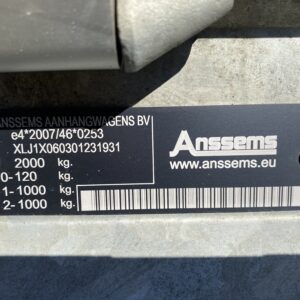 ANSSEMS AANHANGWAGENS BV
e4*2007/46*0253
XLJ1X060301231931
2000 kg.
0-120 kg.
1-1000 kg.
2-1000 kg.
Anssems
www.anssems.eu